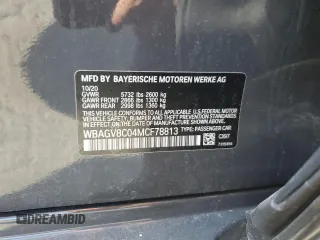 MFD BY BAYERISCHE MOTOREN WERKE AG
10/20
GVWR 5732 lbs 2600 kg
GAWR FRONT 2866 lbs 1300 kg
GAWR REAR 2998 lbs 1360 kg
THIS VEHICLE CONFORMS TO ALL APPLICABLE FEDERAL MOTOR
VEHICLE SAFETY, BUMPER AND THEFT PREVENTION STANDARDS
IN EFFECT ON THE DATE OF MANUFACTURE SHOWN ABOVE.
WBAGV8C04MCF78813 TYPE: PASSENGER CAR
DREAMBID